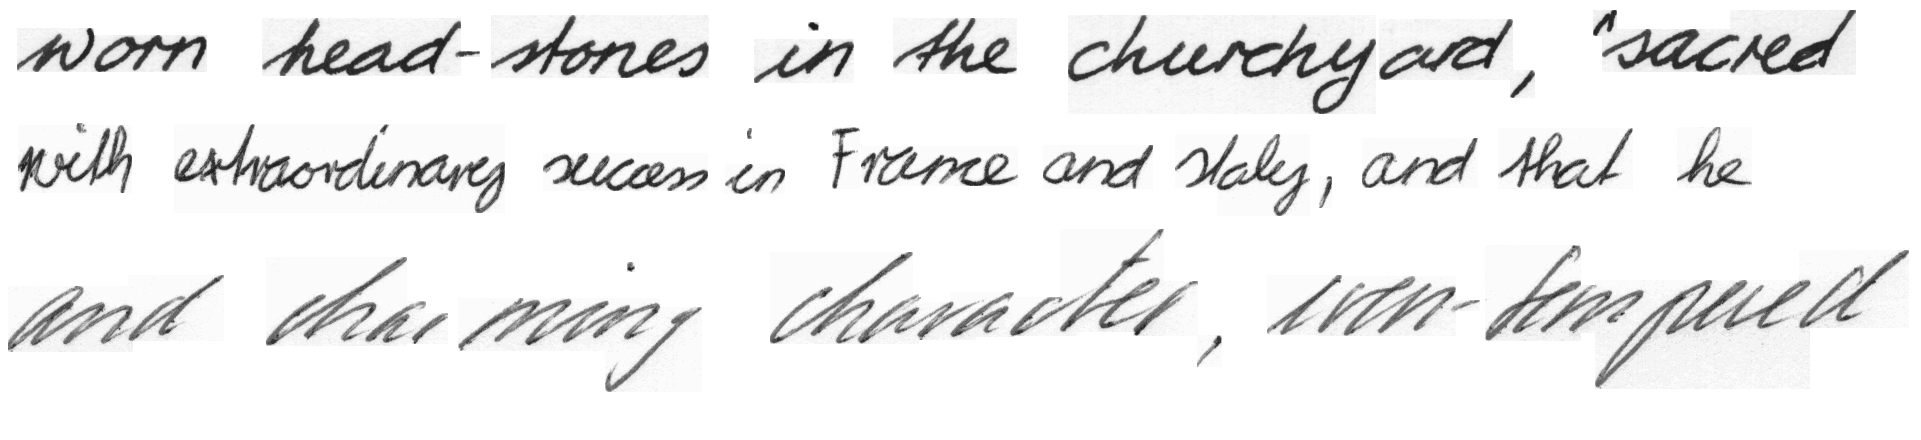 worn head-stones in the churchyard, "sacred
with extraordinary success in France and Italy, and that he
and charming character, even-tempered